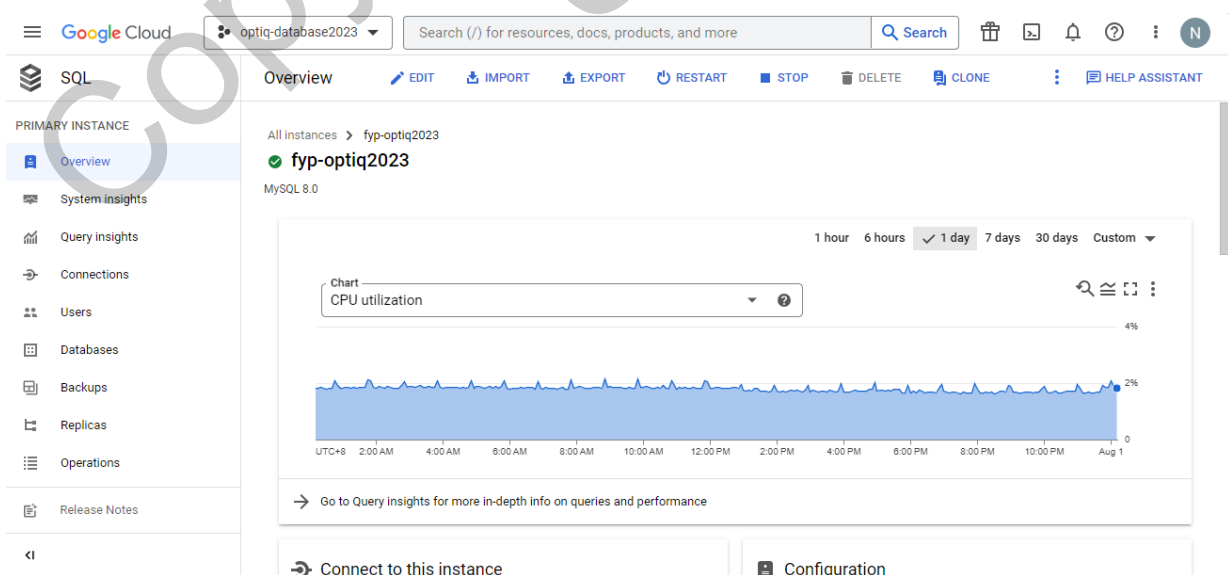 Google Cloud optiq-database2023 Search (/) for resources, docs, products, and more Search N
SQL Overview EDIT IMPORT EXPORT RESTART STOP DELETE CLONE HELP ASSISTANT
PRIMARY INSTANCE
Overview
System insights
Query insights
Connections
Users
Databases
Backups
Replicas
Operations
Release Notes
All instances > fyp-optiq2023
fyp-optiq2023
MySQL 8.0
1 hour 6 hours 1 day 7 days 30 days Custom
Chart
CPU utilization
4%
2%
0
UTC+8 2:00 AM 4:00 AM 6:00 AM 8:00 AM 10:00 AM 12:00 PM 2:00 PM 4:00 PM 6:00 PM 8:00 PM 10:00 PM Aug 1
Go to Query insights for more in-depth info on queries and performance
Connect to this instance
Configuration